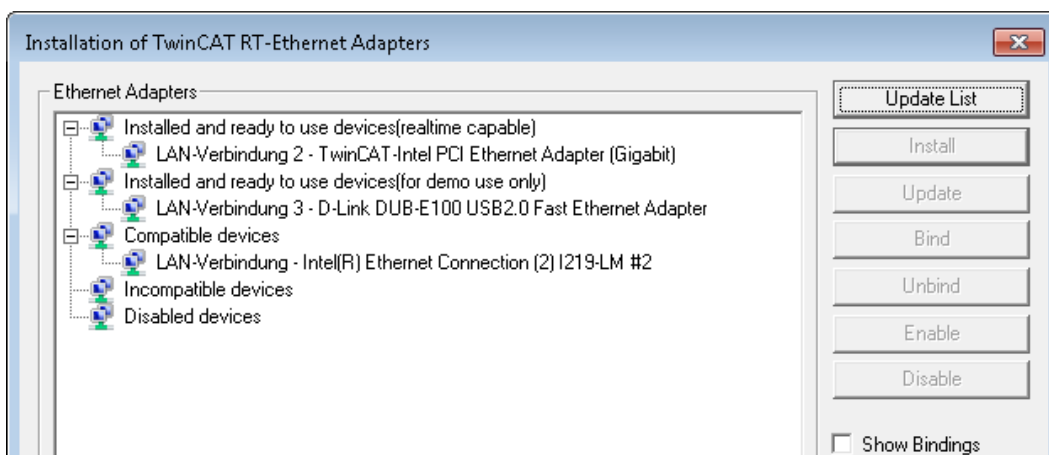 Installation of TwinCAT RT-Ethernet Adapters
Ethernet Adapters
Installed and ready to use devices(realtime capable)
LAN-Verbindung 2 - TwinCAT-Intel PCI Ethernet Adapter (Gigabit)
Installed and ready to use devices(for demo use only)
LAN-Verbindung 3 - D-Link DUB-E100 USB2.0 Fast Ethernet Adapter
Compatible devices
LAN-Verbindung - Intel(R) Ethernet Connection (2) I219-LM #2
Incompatible devices
Disabled devices
Update List
Install
Update
Bind
Unbind
Enable
Disable
Show Bindings